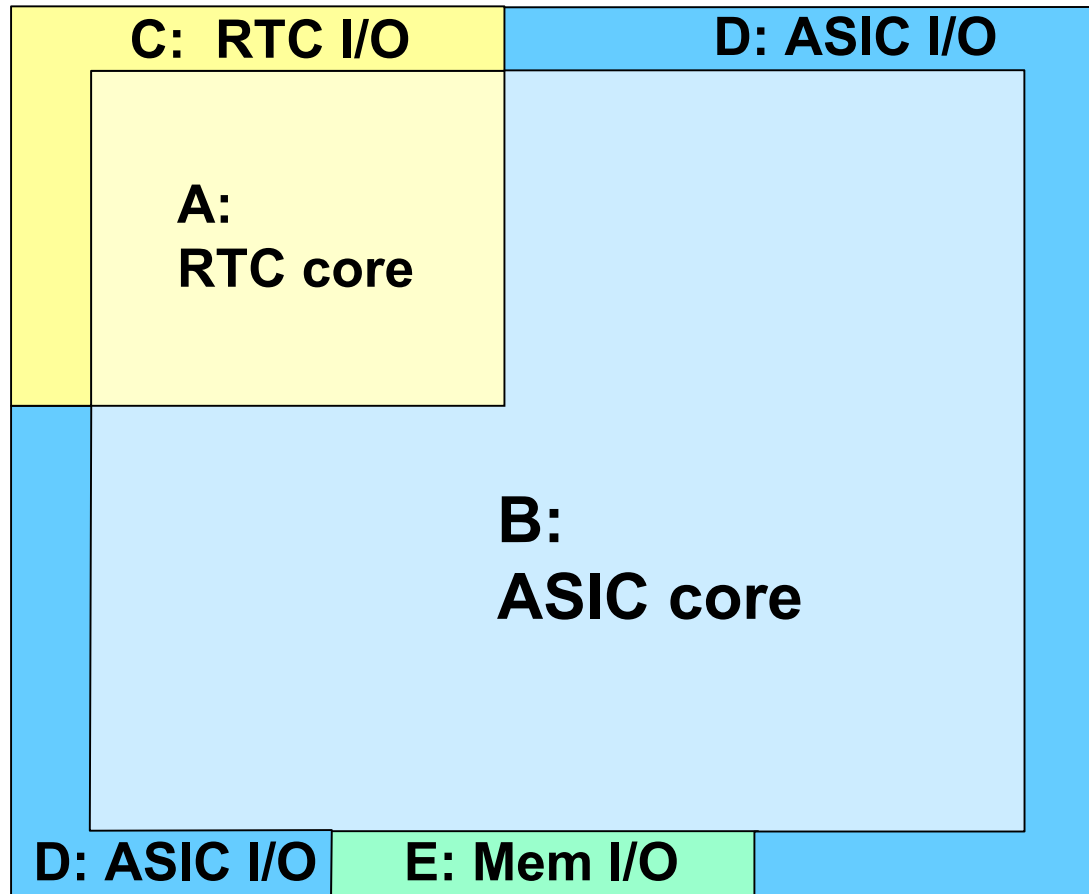 C: RTC I/O
D: ASIC I/O
A:
RTC core
B:
ASIC core
D: ASIC I/O
E: Mem I/O